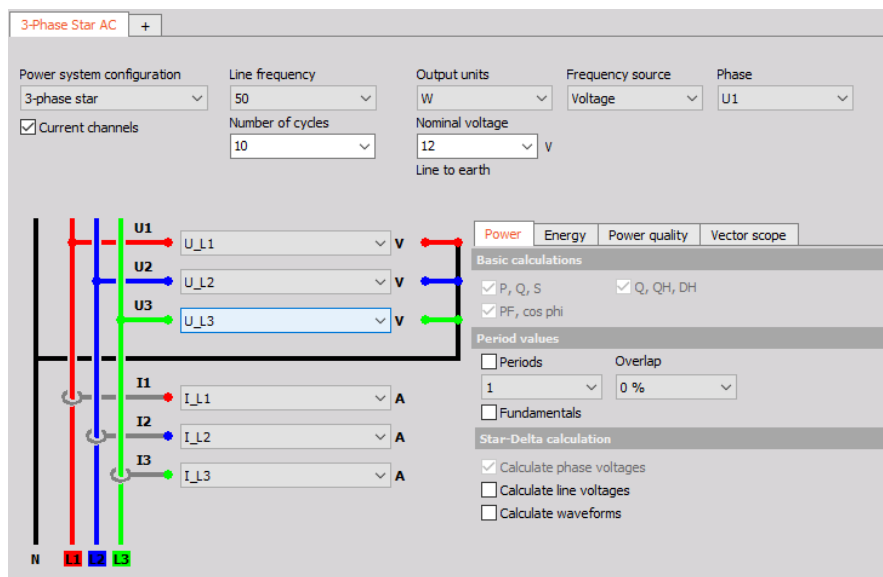 3-Phase Star AC +
Power system configuration Line frequency Output units Frequency source Phase
3-phase star 50 W Voltage U1
Current channels Number of cycles Nominal voltage
10 12 V
Line to earth
U1 U_L1 V
U2 U_L2 V
U3 U_L3 V
I1 I_L1 A
I2 I_L2 A
I3 I_L3 A
N L1 L2 L3
Power Energy Power quality Vector scope
Basic calculations
P, Q, S Q, QH, DH
PF, cos phi
Period values
Periods Overlap
1 0 %
Fundamentals
Star-Delta calculation
Calculate phase voltages
Calculate line voltages
Calculate waveforms